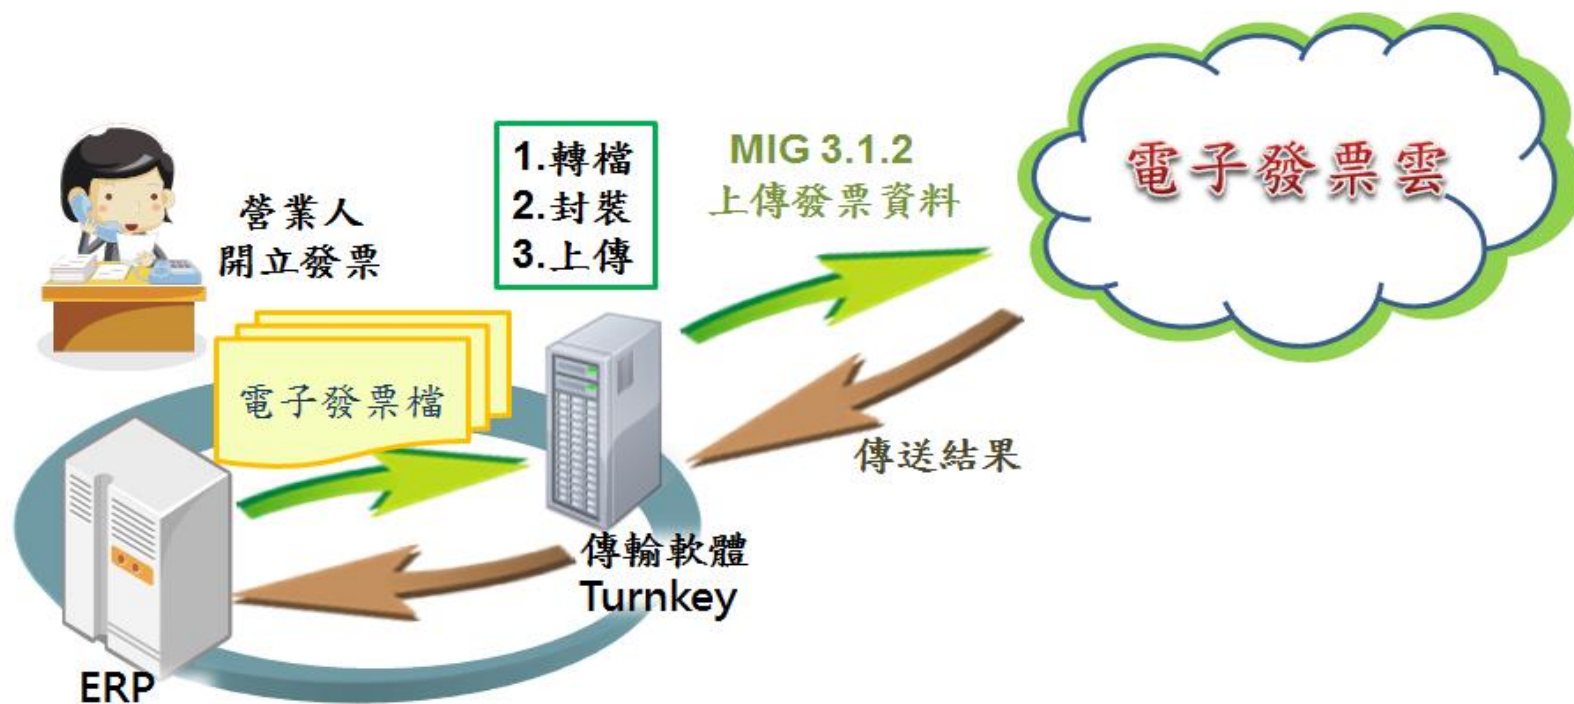 營業人
開立發票
1.轉檔
2.封裝
3.上傳
MIG 3.1.2
上傳發票資料
電子發票雲
電子發票檔
傳送結果
傳輸軟體
Turnkey
ERP